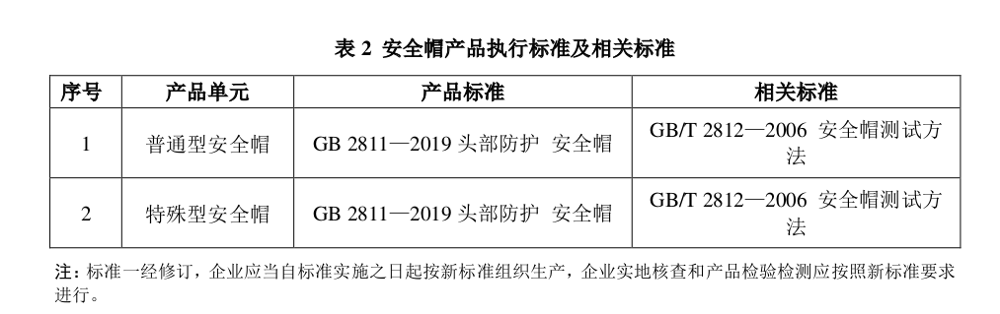 表 2 安全帽产品执行标准及相关标准
序号 产品单元 产品标准 相关标准
1 普通型安全帽 GB 2811—2019 头部防护 安全帽 GB/T 2812—2006 安全帽测试方
法
2 特殊型安全帽 GB 2811—2019 头部防护 安全帽 GB/T 2812—2006 安全帽测试方
法
注：标准一经修订，企业应当自标准实施之日起按新标准组织生产，企业实地核查和产品检验检测应按照新标准要求
进行。